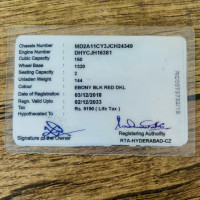 Chassis Number : MD2A11CY3JCH24349
Engine Number : DHYCJH16381
Cubic Capacity : 150
Wheel Base : 1320
Seating Capacity : 2
Unladen Weight : 144
Colour : EBONY BLK RED DKL
Date of Registration : 03/12/2018
Regn. Valid Upto : 02/12/2033
Tax : Rs. 6190 ( Life Tax )
Hypothecated To :
Signature of the Owner
Registering Authority
RTA-HYDERABAD-CZ